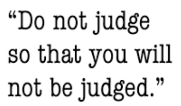 “Do not judge
so that you will
not be judged.”